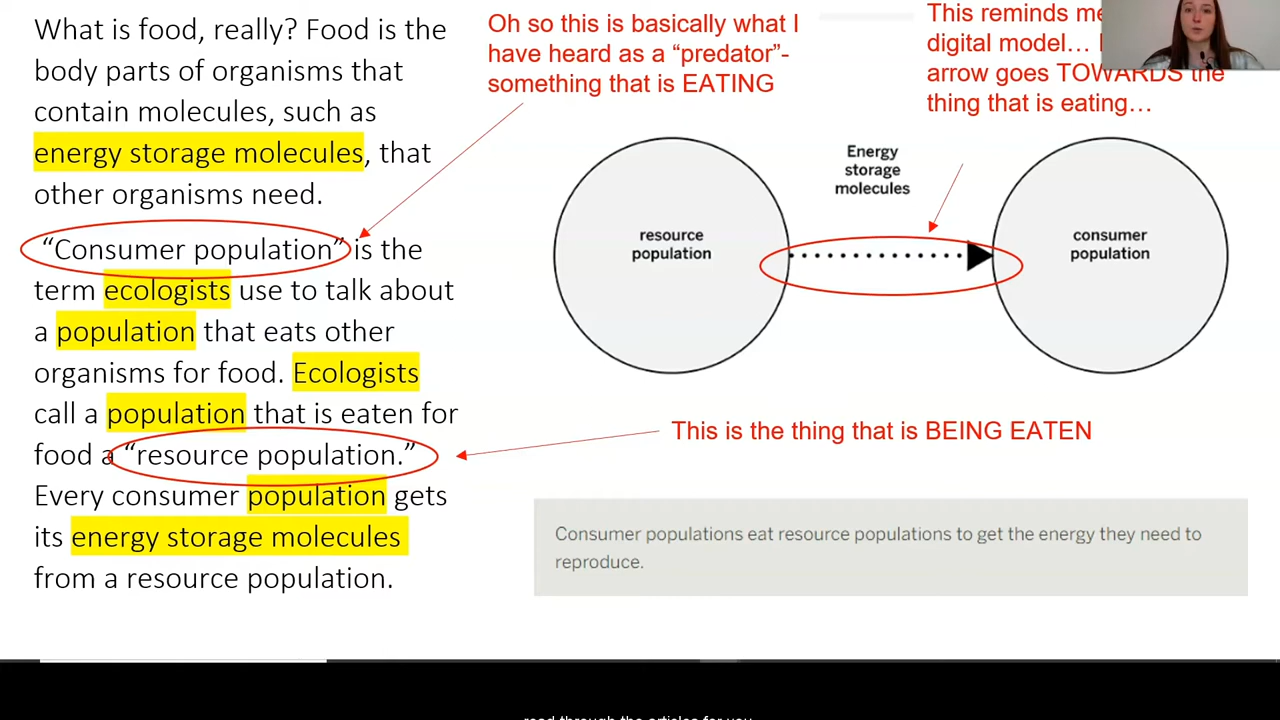 What is food, really? Food is the
body parts of organisms that
contain molecules, such as
energy storage molecules, that
other organisms need.
“Consumer population” is the
term ecologists use to talk about
a population that eats other
organisms for food. Ecologists
call a population that is eaten for
food a “resource population.”
Every consumer population gets
its energy storage molecules
from a resource population.
Oh so this is basically what I
have heard as a “predator”-
something that is EATING
This reminds me
digital model…
arrow goes TOWARDS the
thing that is eating…
Energy
storage
molecules
resource
population
consumer
population
This is the thing that is BEING EATEN
Consumer populations eat resource populations to get the energy they need to
reproduce.
read through the articles for you